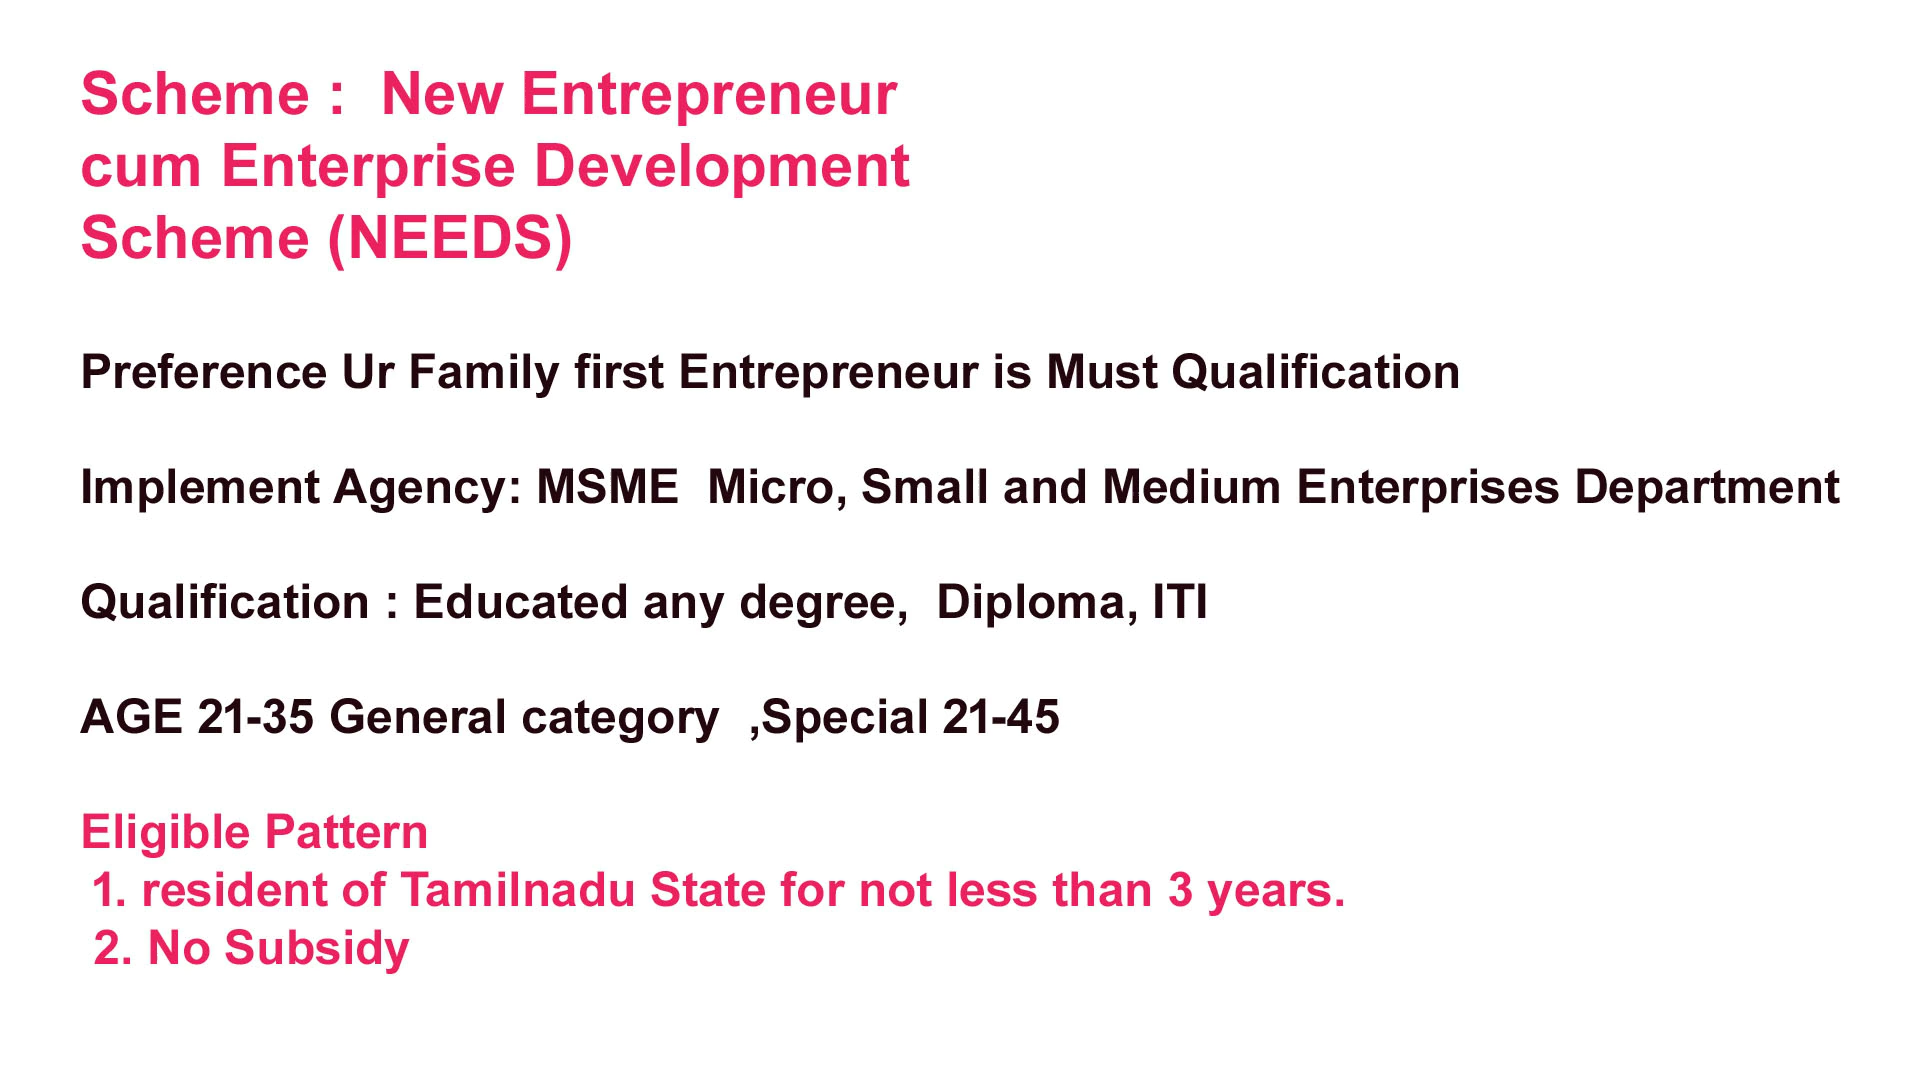 Scheme :  New Entrepreneur
cum Enterprise Development
Scheme (NEEDS)
Preference Ur Family first Entrepreneur is Must Qualification
Implement Agency: MSME  Micro, Small and Medium Enterprises Department
Qualification : Educated any degree,  Diploma, ITI
AGE 21-35 General category  ,Special 21-45
Eligible Pattern
1. resident of Tamilnadu State for not less than 3 years.
2. No Subsidy